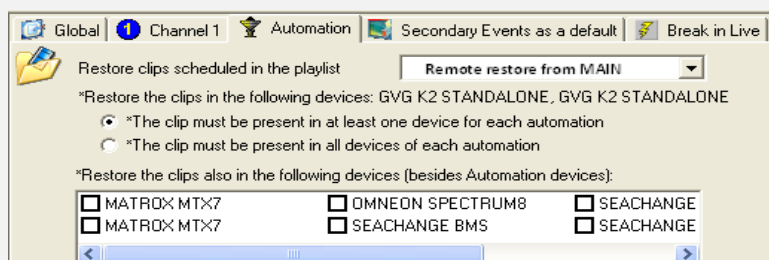 Global 1 Channel 1 Automation Secondary Events as a default Break in Live
Restore clips scheduled in the playlist Remote restore from MAIN
*Restore the clips in the following devices: GVG K2 STANDALONE, GVG K2 STANDALONE
*The clip must be present in at least one device for each automation
*The clip must be present in all devices of each automation
*Restore the clips also in the following devices (besides Automation devices):
MATROX MTX7 OMNEON SPECTRUM8 SEACHANGE
MATROX MTX7 SEACHANGE BMS SEACHANGE